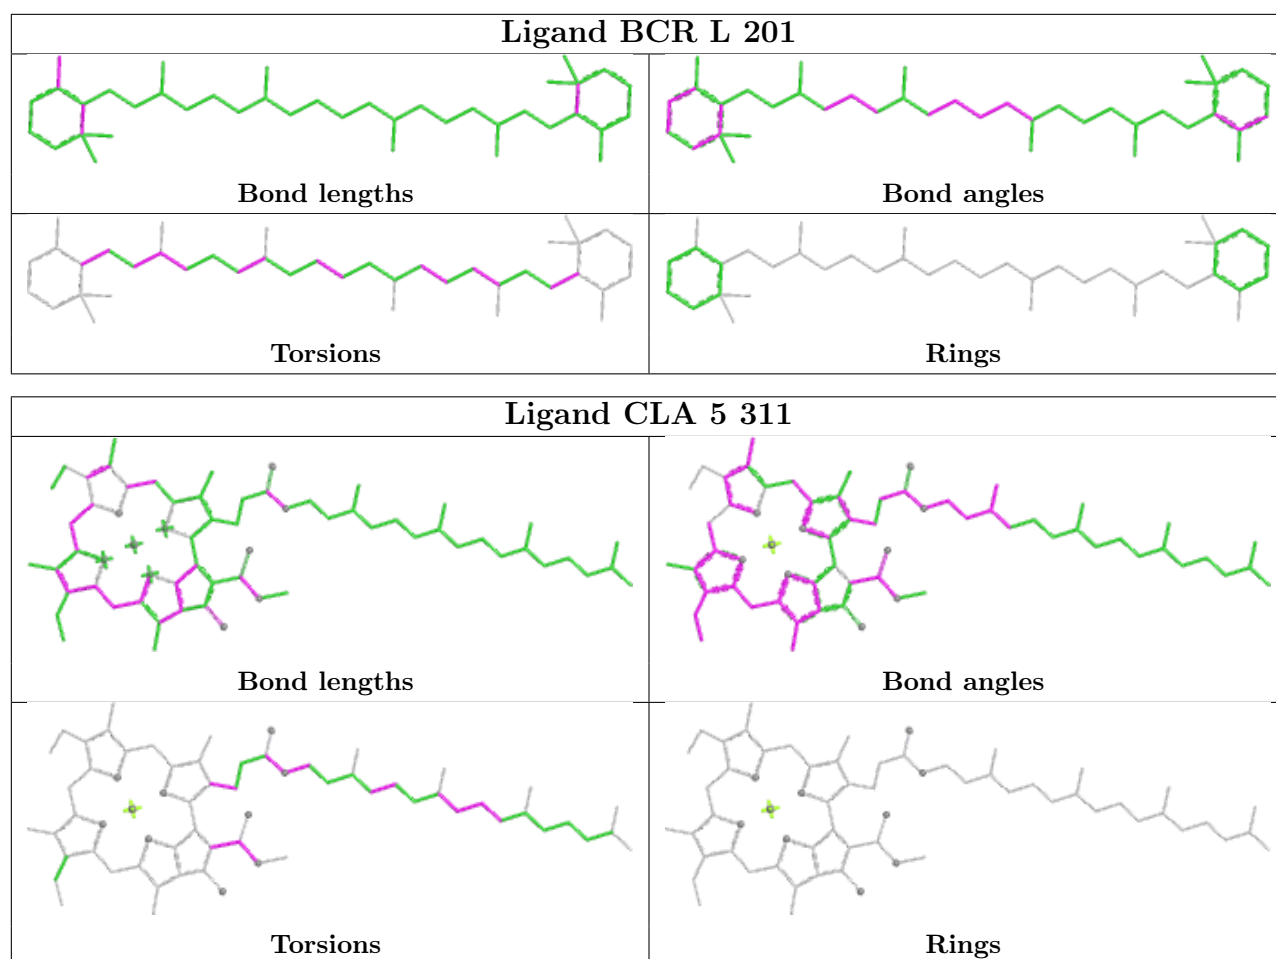 Ligand BCR L 201
Bond lengths
Bond angles
Torsions
Rings
Ligand CLA 5 311
Bond lengths
Bond angles
Torsions
Rings